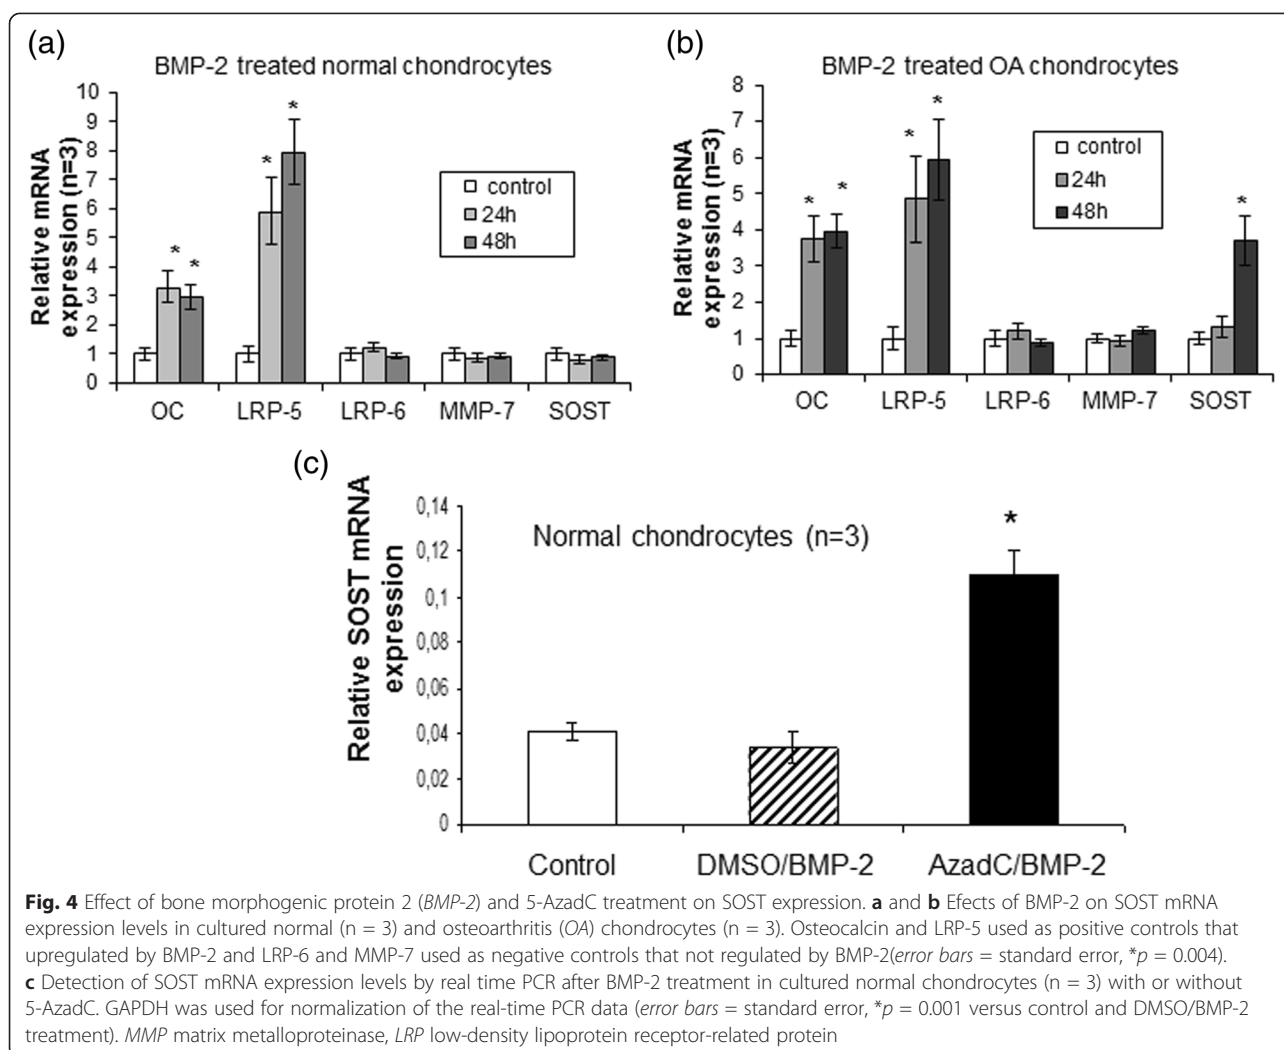 (a)
BMP-2 treated normal chondrocytes
Relative mRNA
expression (n=3)
10
9
8
7
6
5
4
3
2
1
0
* * * *
control
24h
48h
OC LRP-5 LRP-6 MMP-7 SOST
(b)
BMP-2 treated OA chondrocytes
Relative mRNA
expression (n=3)
8
7
6
5
4
3
2
1
0
* * * * *
control
24h
48h
OC LRP-5 LRP-6 MMP-7 SOST
(c)
Relative SOST mRNA
expression
0,14
0,12
0,1
0,08
0,06
0,04
0,02
0
Normal chondrocytes (n=3)
*
Control DMSO/BMP-2 AzadC/BMP-2
Fig. 4 Effect of bone morphogenic protein 2 (BMP-2) and 5-AzadC treatment on SOST expression. a and b Efects of BMP-2 on SOST mRNA
expression levels in cultured normal (n = 3) and osteoarthritis (OA) chondrocytes (n = 3). Osteocalcin and LRP-5 used as positive controls that
upregulated by BMP-2 and LRP-6 and MMP-7 used as negative controls that not regulated by BMP-2(error bars = standard error, *p = 0.004).
c Detection of SOST mRNA expression levels by real time PCR after BMP-2 treatment in cultured normal chondrocytes (n = 3) with or without
5-AzadC. GAPDH was used for normalization of the real-time PCR data (error bars = standard error, *p = 0.001 versus control and DMSO/BMP-2
treatment). MMP matrix metalloproteinase, LRP low-density lipoprotein receptor-related protein